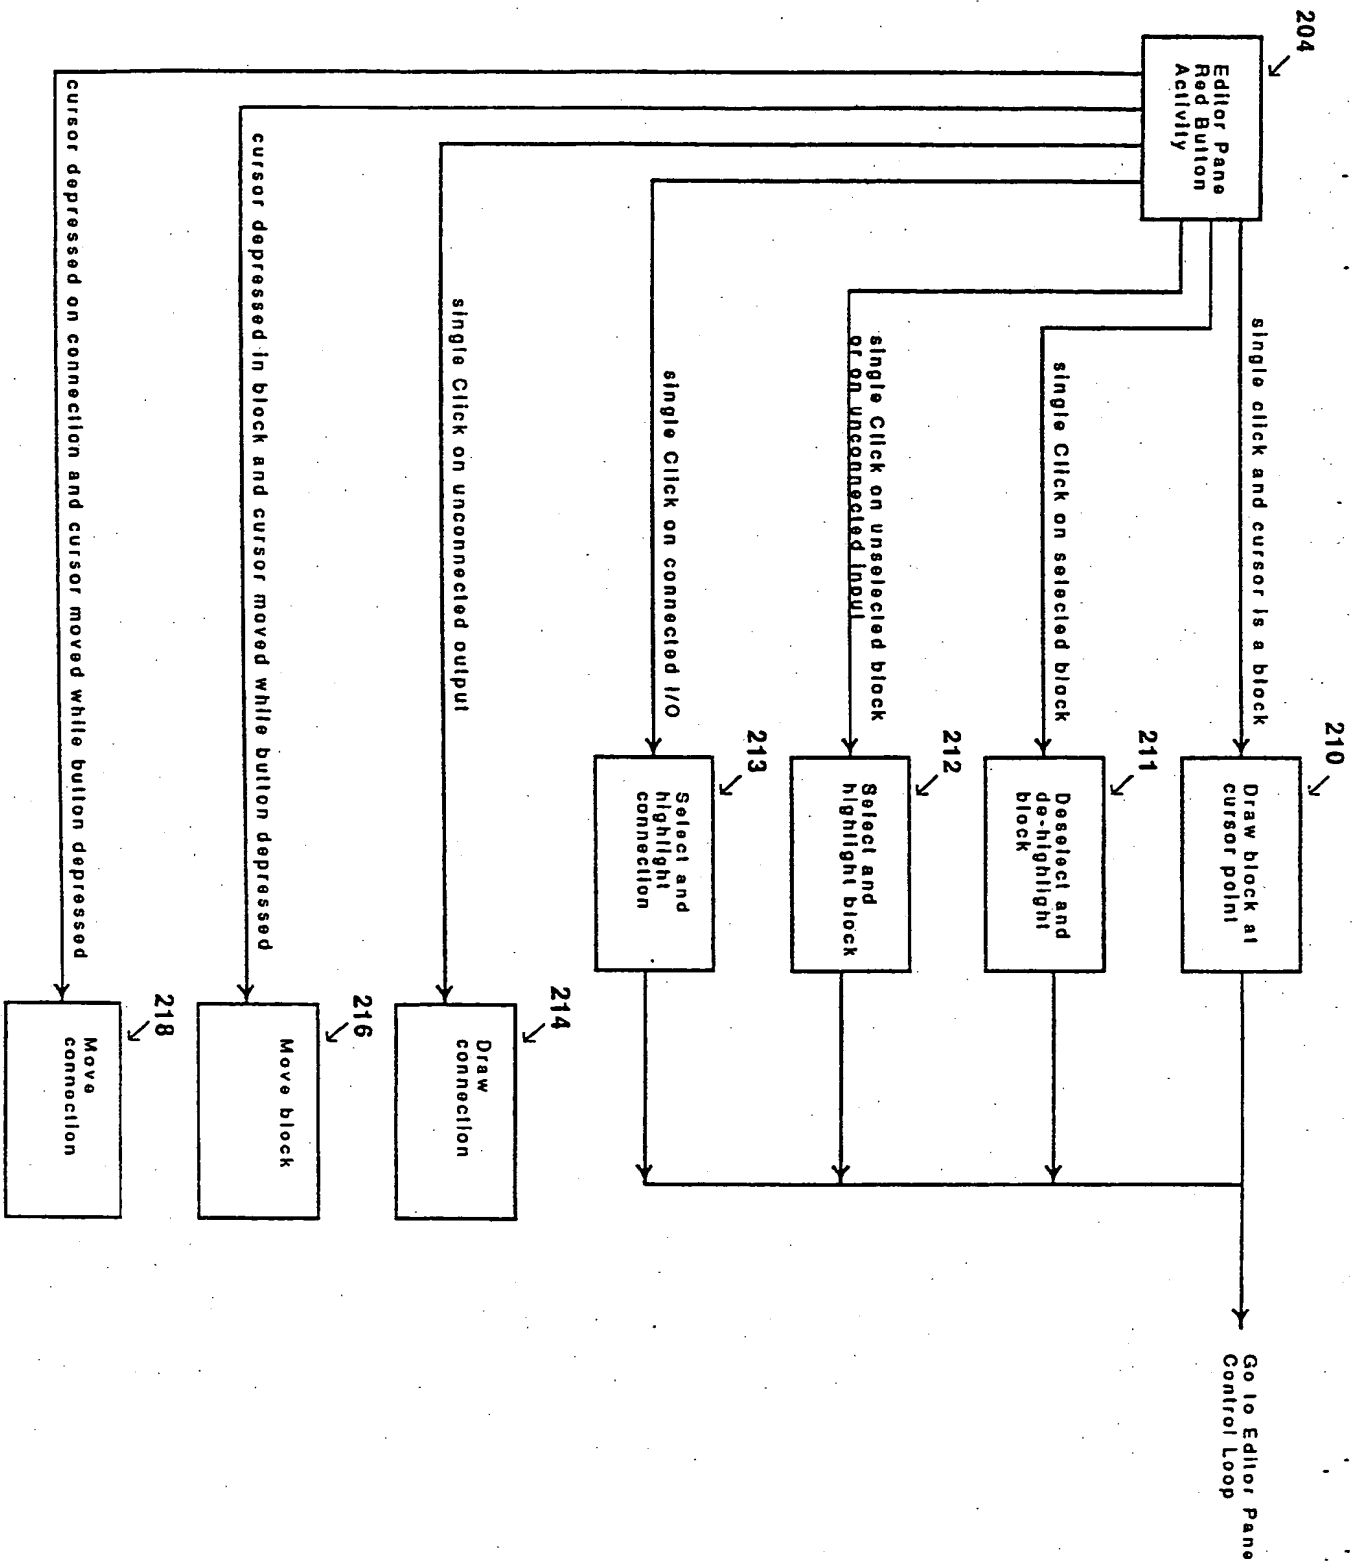 204
Editor Pane
Red Button
Activity
single click and cursor is a block
210
Draw block at
cursor point
Go to Editor Pane
Control Loop
single Click on selected block
211
Deselect and
de-highlight
block
single Click on unselected block
or on unconnected input
212
Select and
highlight block
single Click on connected I/O
213
Select and
highlight
connection
single Click on unconnected output
214
Draw
connection
cursor depressed in block and cursor moved while button depressed
216
Move block
cursor depressed on connection and cursor moved while button depressed
218
Move
connection